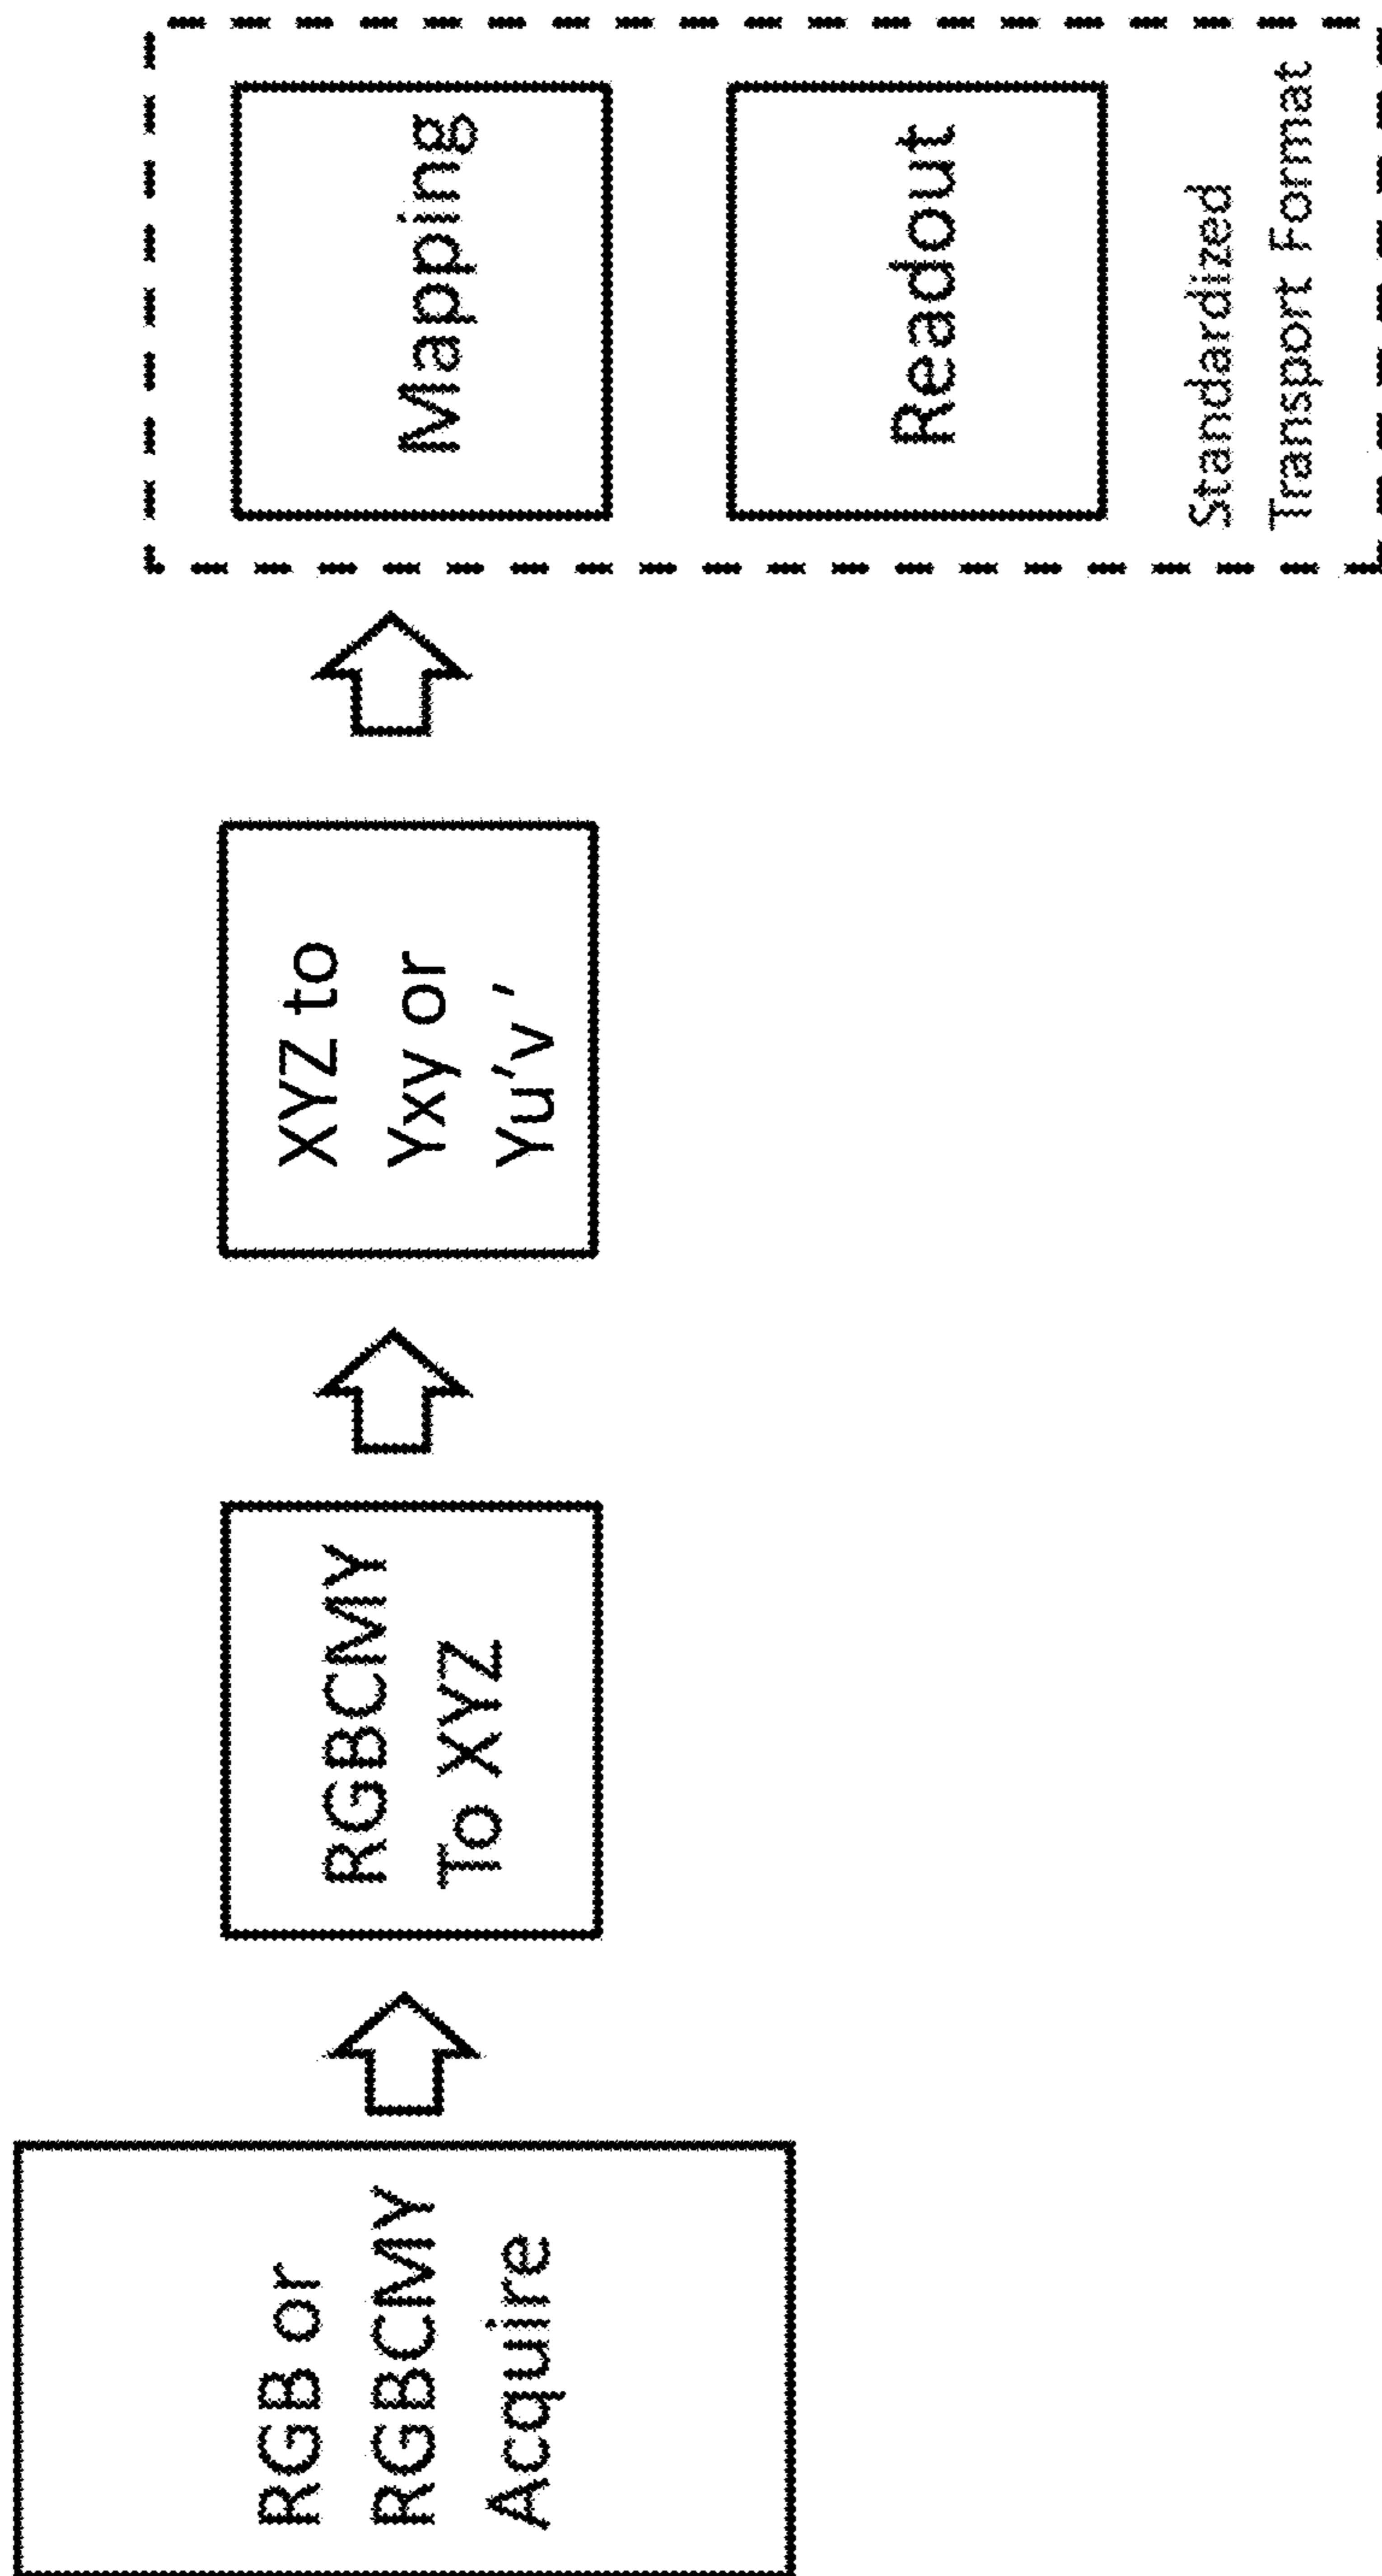 RGB or
RGBCMY
Acquire
RGBCMY
To XYZ
XYZ to
Yxy or
Yu'v'
Mapping
Readout
Standardized
Transport Format